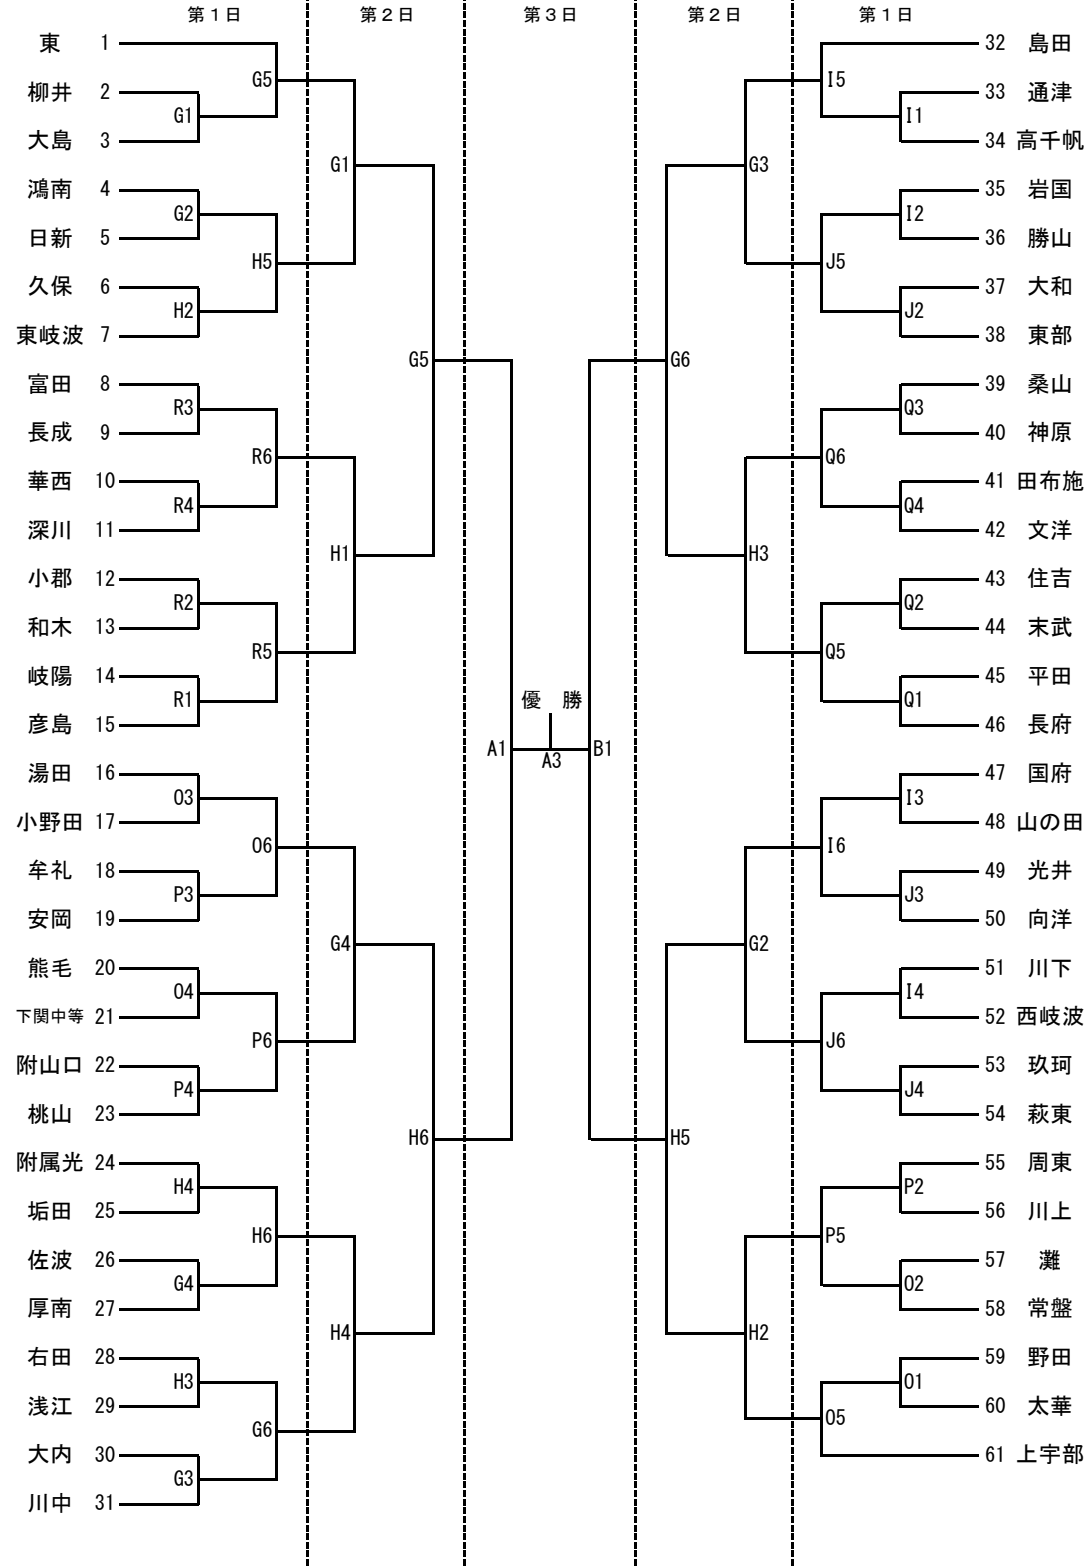 第１日 第２日 第３日 第２日 第１日
東 1 32 島田
G5 I5
柳井 2 33 通津
G1 I1
大島 3 34 高千帆
G1 G3
鴻南 4 35 岩国
G2 I2
日新 5 36 勝山
H5 J5
久保 6 37 大和
H2 J2
東岐波 7 38 東部
G5 G6
富田 8 39 桑山
R3 Q3
長成 9 40 神原
R6 Q6
華西 10 41 田布施
R4 Q4
深川 11 42 文洋
H1 H3
小郡 12 43 住吉
R2 Q2
和木 13 44 末武
R5 Q5
岐陽 14 45 平田
R1 優 勝 Q1
彦島 15 46 長府
A1 A3 B1
湯田 16 47 国府
O3 I3
小野田 17 48 山の田
O6 I6
牟礼 18 49 光井
P3 J3
安岡 19 50 向洋
G4 G2
熊毛 20 51 川下
O4 I4
下関中等 21 52 西岐波
P6 J6
附山口 22 53 玖珂
P4 J4
桃山 23 54 萩東
H6 H5
附属光 24 55 周東
H4 P2
垢田 25 56 川上
H6 P5
佐波 26 57 灘
G4 O2
厚南 27 58 常盤
H4 H2
右田 28 59 野田
H3 O1
浅江 29 60 太華
G6 O5
大内 30 61 上宇部
G3
川中 31